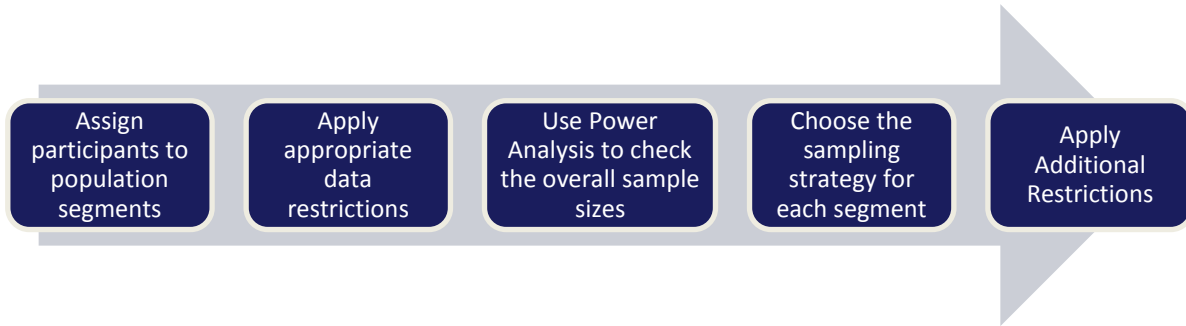 Assign
participants to
population
segments
Apply
appropriate
data
restrictions
Use Power
Analysis to check
the overall sample
sizes
Choose the
sampling
strategy for
each segment
Apply
Additional
Restrictions